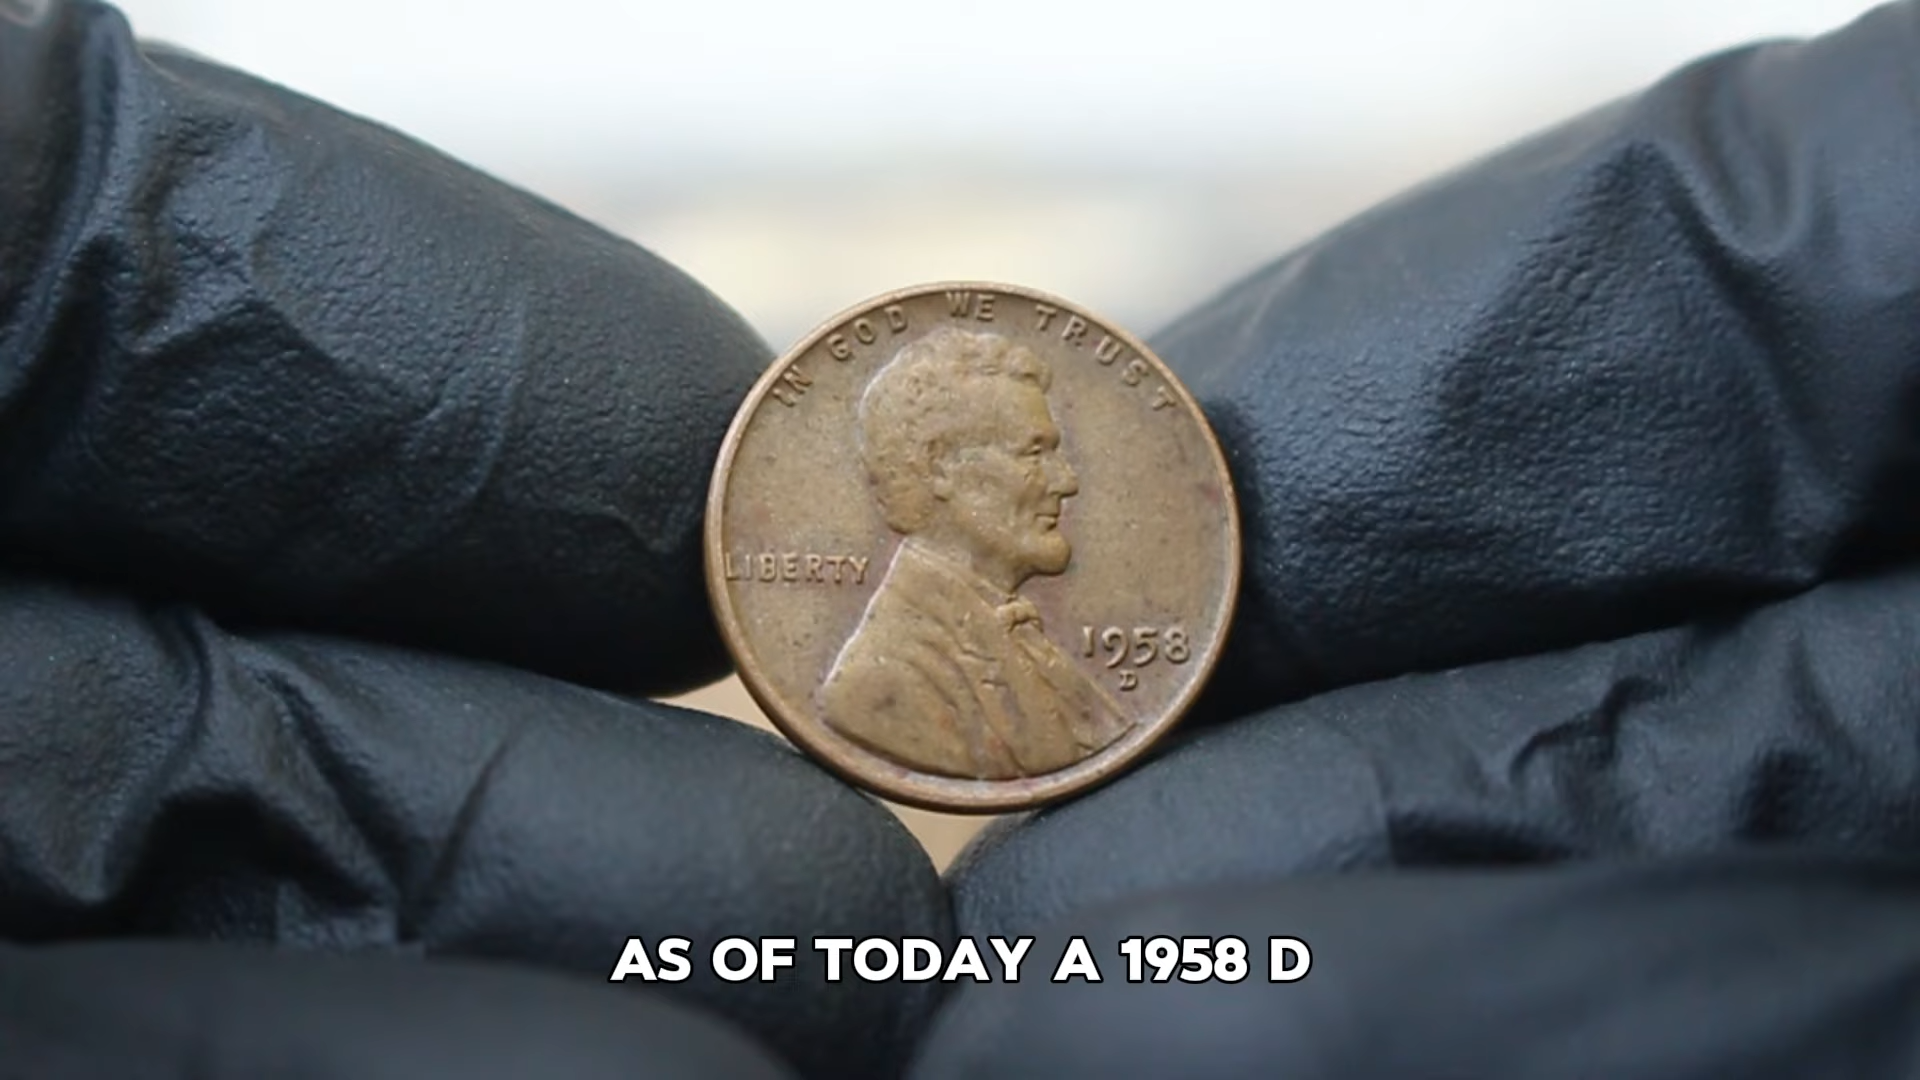 IN GOD WE TRUST
LIBERTY
1958
D
AS OF TODAY A 1958 D